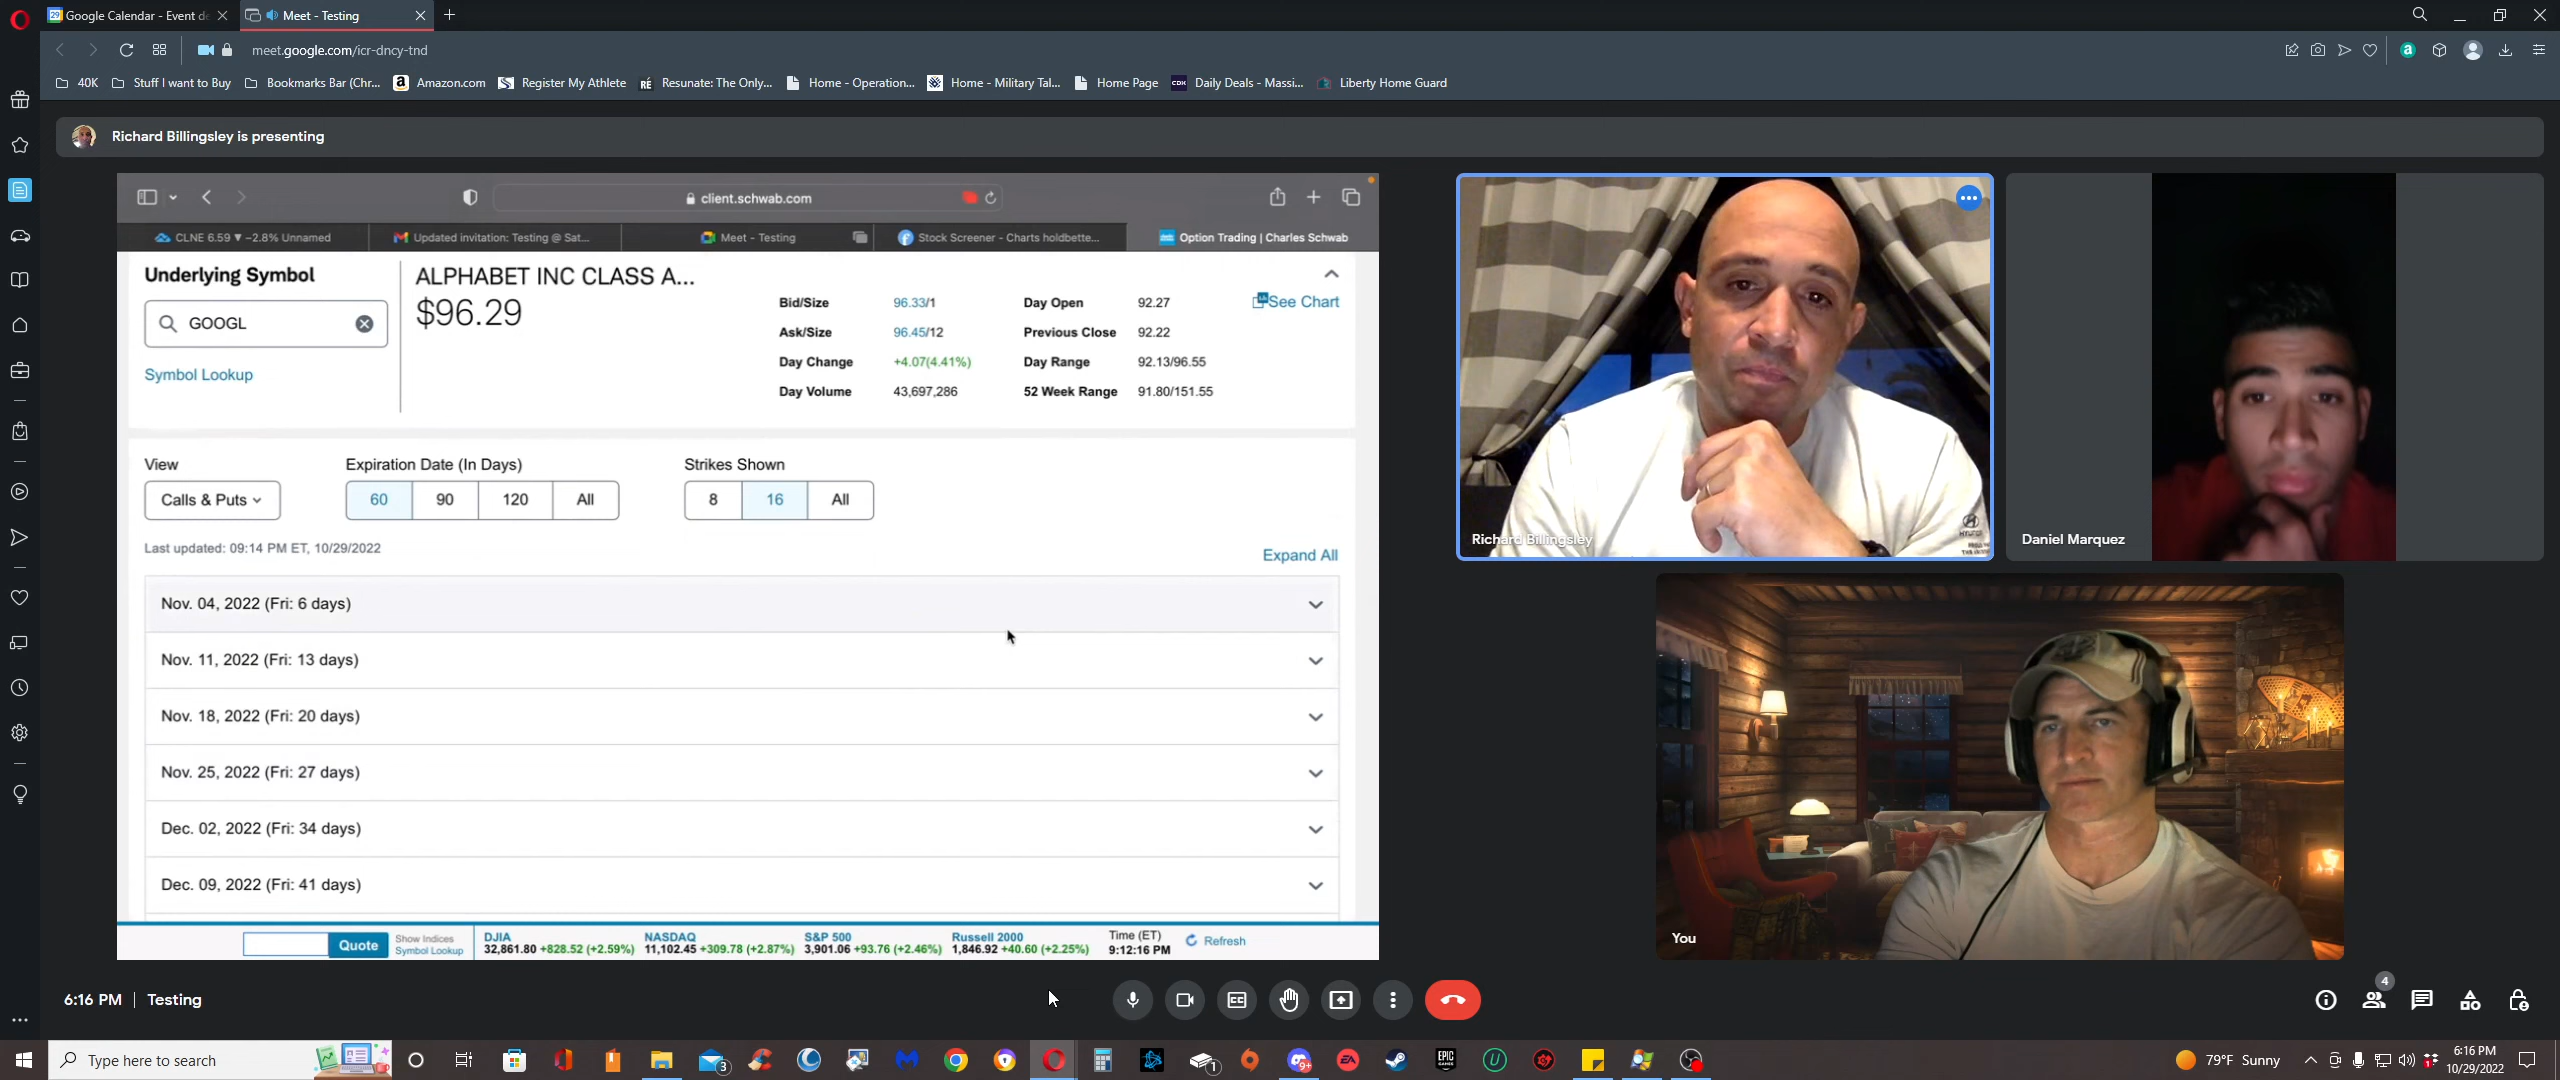 Google Calendar - Event de
Meet - Testing
meet.google.com/icr-dncy-tnd
40K
Stuff I want to Buy
Bookmarks Bar (Chr...
Amazon.com
Register My Athlete
Resunate: The Only...
Home - Operation...
Home - Military Tal...
Home Page
Daily Deals - Massi...
Liberty Home Guard
Richard Billingsley is presenting
client.schwab.com
CLNE 6.59 ▼ −2.8% Unnamed
Updated invitation: Testing @ Sat...
Meet - Testing
Stock Screener - Charts holdbette...
Option Trading | Charles Schwab
Underlying Symbol
GOOGL
Symbol Lookup
ALPHABET INC CLASS A...
$96.29
Bid/Size 96.33/1
Ask/Size 96.45/12
Day Change +4.07(4.41%)
Day Volume 43,697,286
Day Open 92.27
Previous Close 92.22
Day Range 92.13/96.55
52 Week Range 91.80/151.55
See Chart
View
Calls & Puts
Expiration Date (In Days)
60 90 120 All
Strikes Shown
8 16 All
Last updated: 09:14 PM ET, 10/29/2022
Expand All
Nov. 04, 2022 (Fri: 6 days)
Nov. 11, 2022 (Fri: 13 days)
Nov. 18, 2022 (Fri: 20 days)
Nov. 25, 2022 (Fri: 27 days)
Dec. 02, 2022 (Fri: 34 days)
Dec. 09, 2022 (Fri: 41 days)
Quote
Show Indices
Symbol Lookup
DJIA
32,861.80 +828.52 (+2.59%)
NASDAQ
11,102.45 +309.78 (+2.87%)
S&P 500
3,901.06 +93.76 (+2.46%)
Russell 2000
1,846.92 +40.60 (+2.25%)
Time (ET)
9:12:16 PM
Refresh
Richard Billingsley
Daniel Marquez
You
6:16 PM | Testing
4
Type here to search
79°F Sunny
6:16 PM
10/29/2022